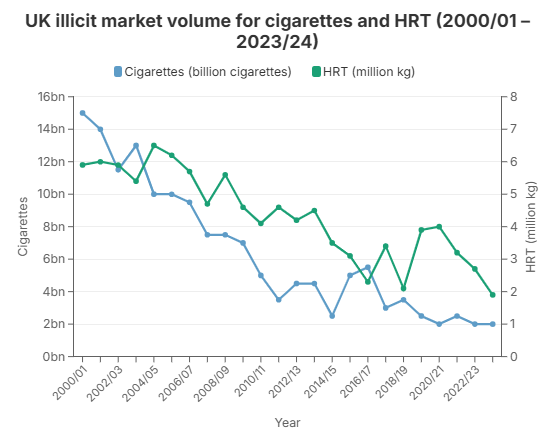 UK illicit market volume for cigarettes and HRT (2000/01 –
2023/24)
Cigarettes (billion cigarettes) HRT (million kg)
16bn 8
14bn 7
12bn 6
10bn 5
8bn 4
6bn 3
4bn 2
2bn 1
0bn 0
Cigarettes
HRT (million kg)
2000/01 2002/03 2004/05 2006/07 2008/09 2010/11 2012/13 2014/15 2016/17 2018/19 2020/21 2022/23
Year